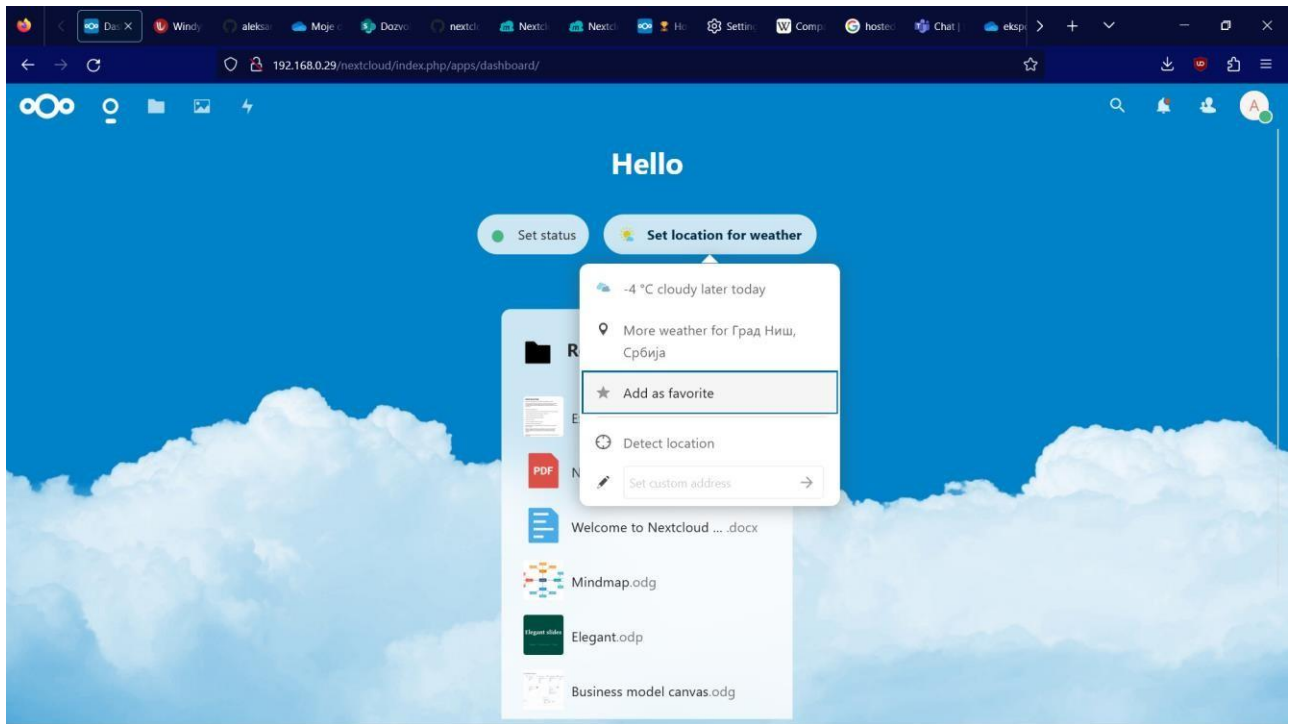 Das
Windy
aleksa
Moje
Dozvo
nextcl
Nextcl
Nextcl
Settin
Comp
hosted
Chat |
eksp
192.168.0.29/nextcloud/index.php/apps/dashboard/
A
Hello
Set status
Set location for weather
-4 °C cloudy later today
More weather for Град Ниш,
Србија
Add as favorite
Detect location
Set custom address
PDF
Welcome to Nextcloud ... .docx
Mindmap.odg
Elegant slides
Elegant.odp
Business model canvas.odg